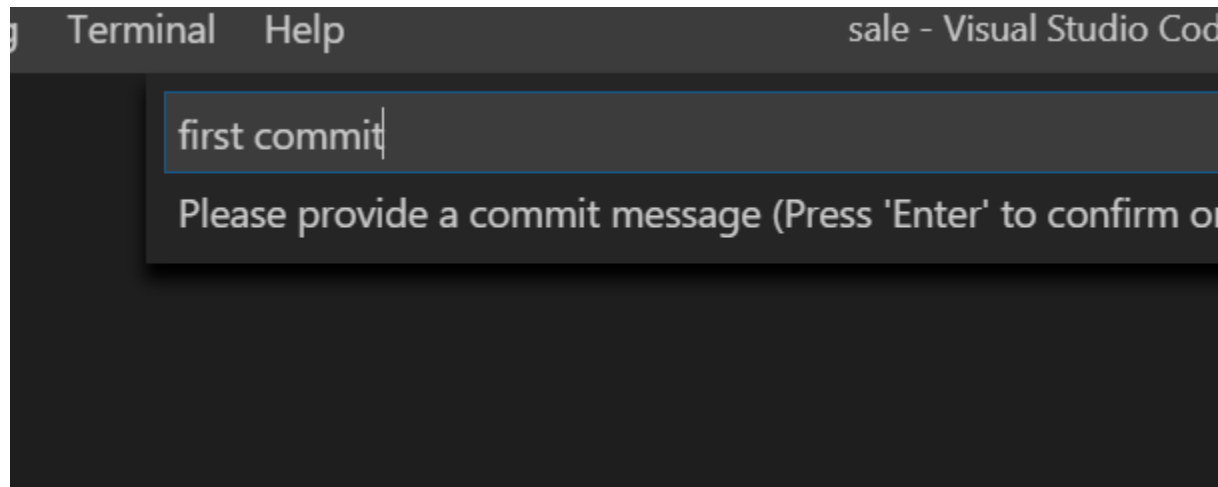 Terminal Help sale - Visual Studio Cod
first commit
Please provide a commit message (Press 'Enter' to confirm or